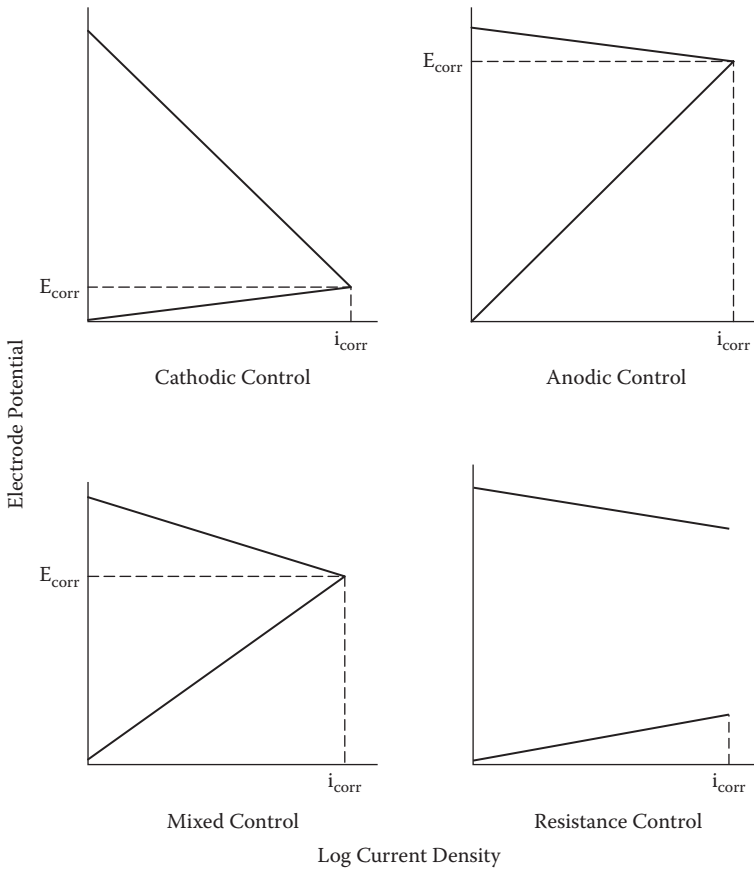 E_corr
i_corr
Cathodic Control
E_corr
i_corr
Anodic Control
Electrode Potential
E_corr
i_corr
Mixed Control
i_corr
Resistance Control
Log Current Density